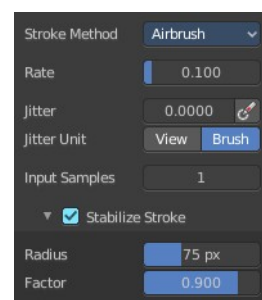 Stroke Method Airbrush
Rate 0.100
Jitter 0.0000
Jitter Unit View Brush
Input Samples 1
Stabilize Stroke
Radius 75 px
Factor 0.900